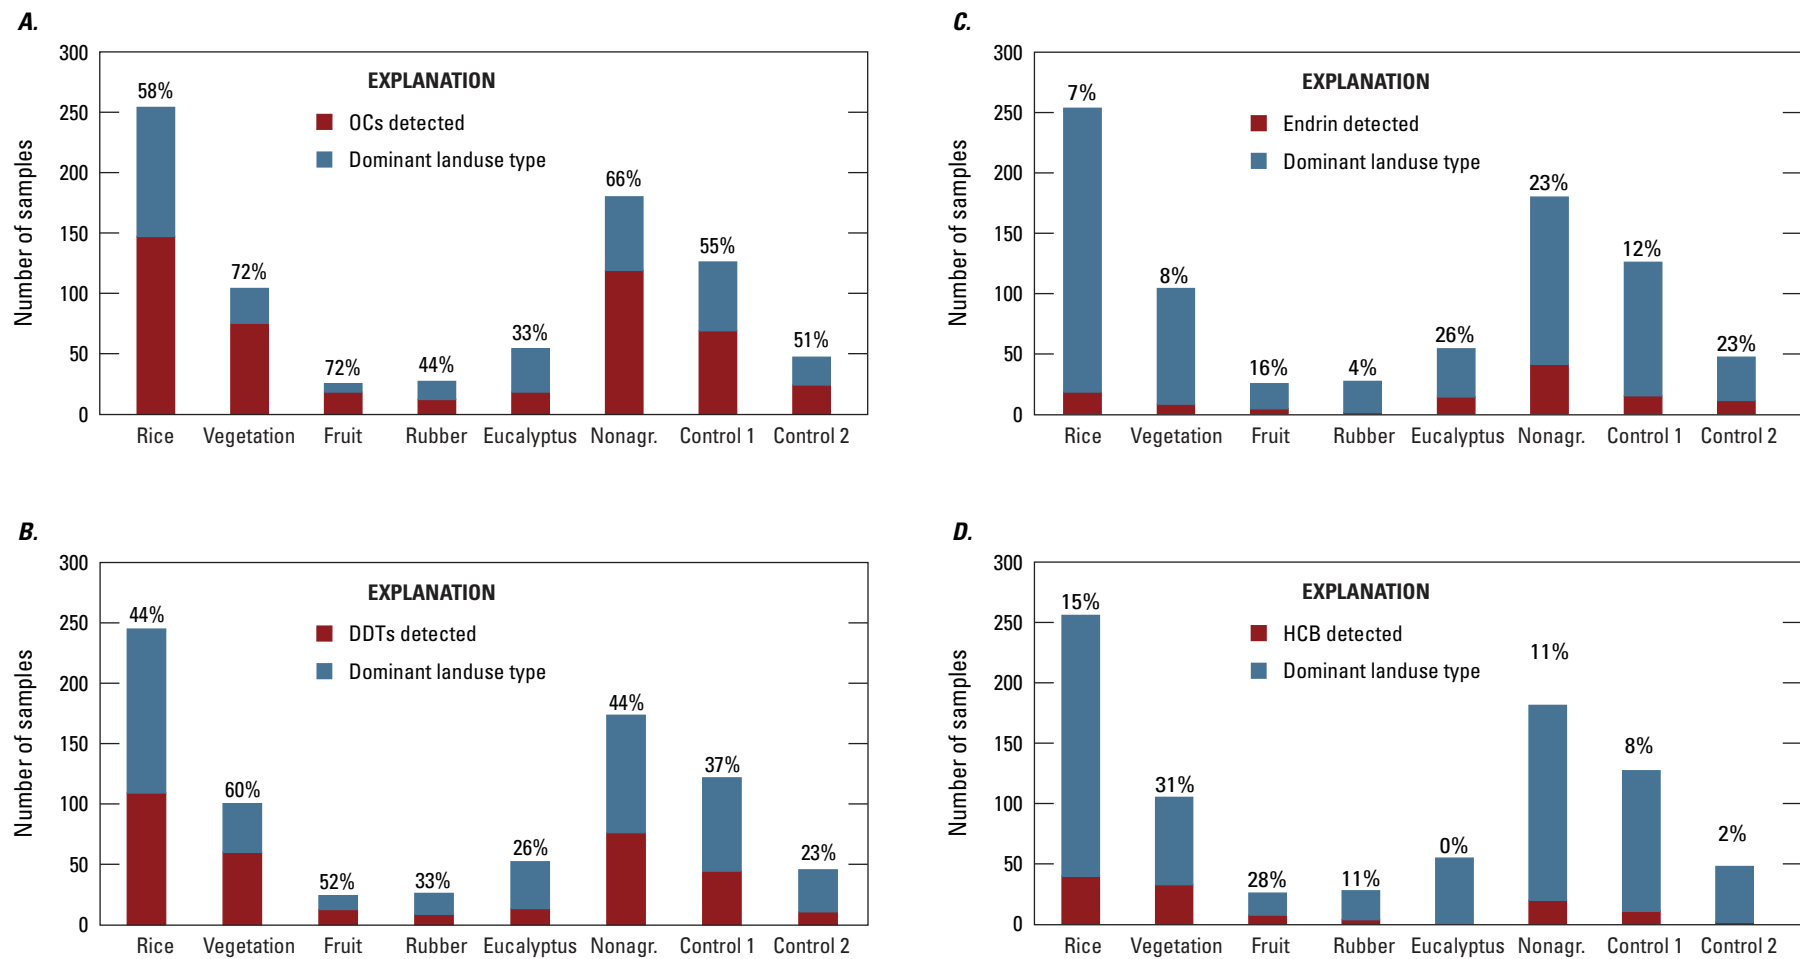 A.
300
250
200
150
100
50
0
Number of samples
EXPLANATION
OCs detected
Dominant landuse type
58%
72%
72%
44%
33%
66%
55%
51%
Rice Vegetation Fruit Rubber Eucalyptus Nonagr. Control 1 Control 2
C.
300
250
200
150
100
50
0
Number of samples
EXPLANATION
Endrin detected
Dominant landuse type
7%
8%
16%
4%
26%
23%
12%
23%
Rice Vegetation Fruit Rubber Eucalyptus Nonagr. Control 1 Control 2
B.
300
250
200
150
100
50
0
Number of samples
EXPLANATION
DDTs detected
Dominant landuse type
44%
60%
52%
33%
26%
44%
37%
23%
Rice Vegetation Fruit Rubber Eucalyptus Nonagr. Control 1 Control 2
D.
300
250
200
150
100
50
0
Number of samples
EXPLANATION
HCB detected
Dominant landuse type
15%
31%
28%
11%
0%
11%
8%
2%
Rice Vegetation Fruit Rubber Eucalyptus Nonagr. Control 1 Control 2